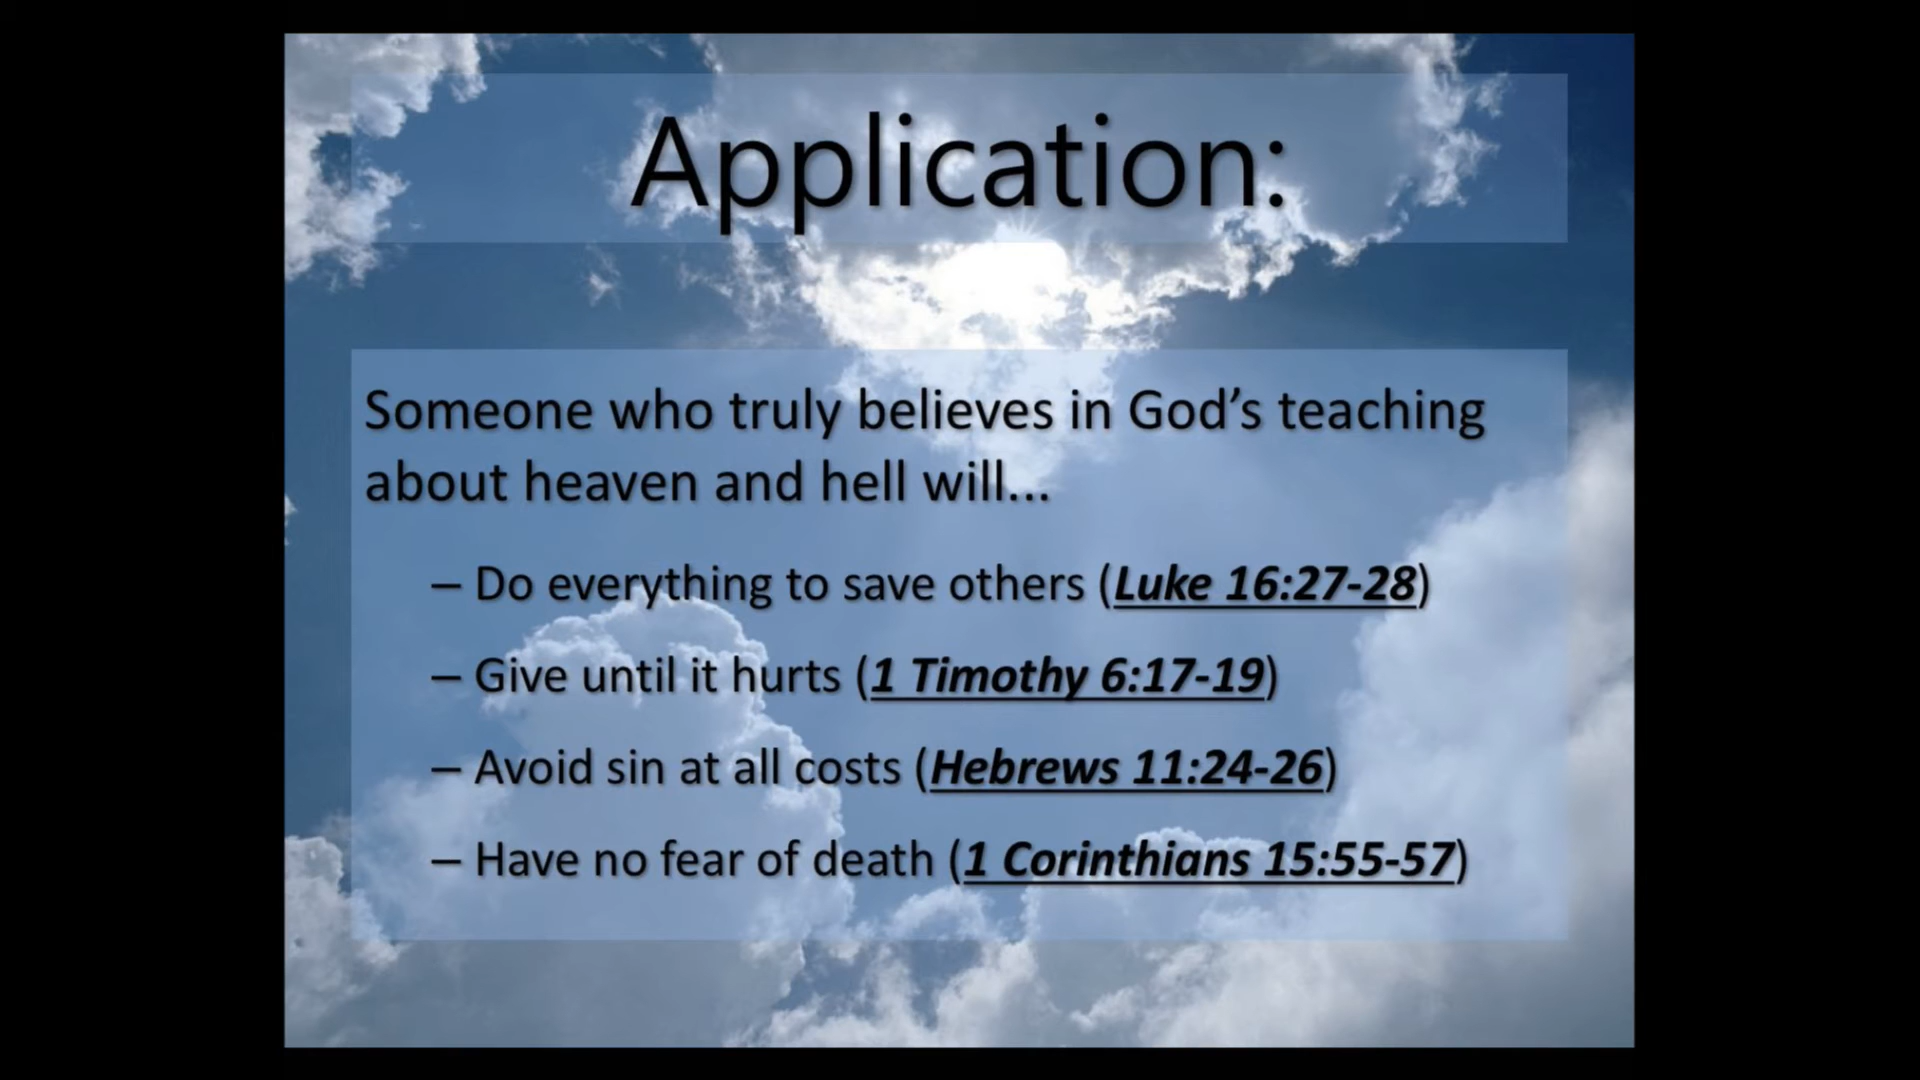 Application:
Someone who truly believes in God’s teaching
about heaven and hell will...
– Do everything to save others (Luke 16:27-28)
– Give until it hurts (1 Timothy 6:17-19)
– Avoid sin at all costs (Hebrews 11:24-26)
– Have no fear of death (1 Corinthians 15:55-57)